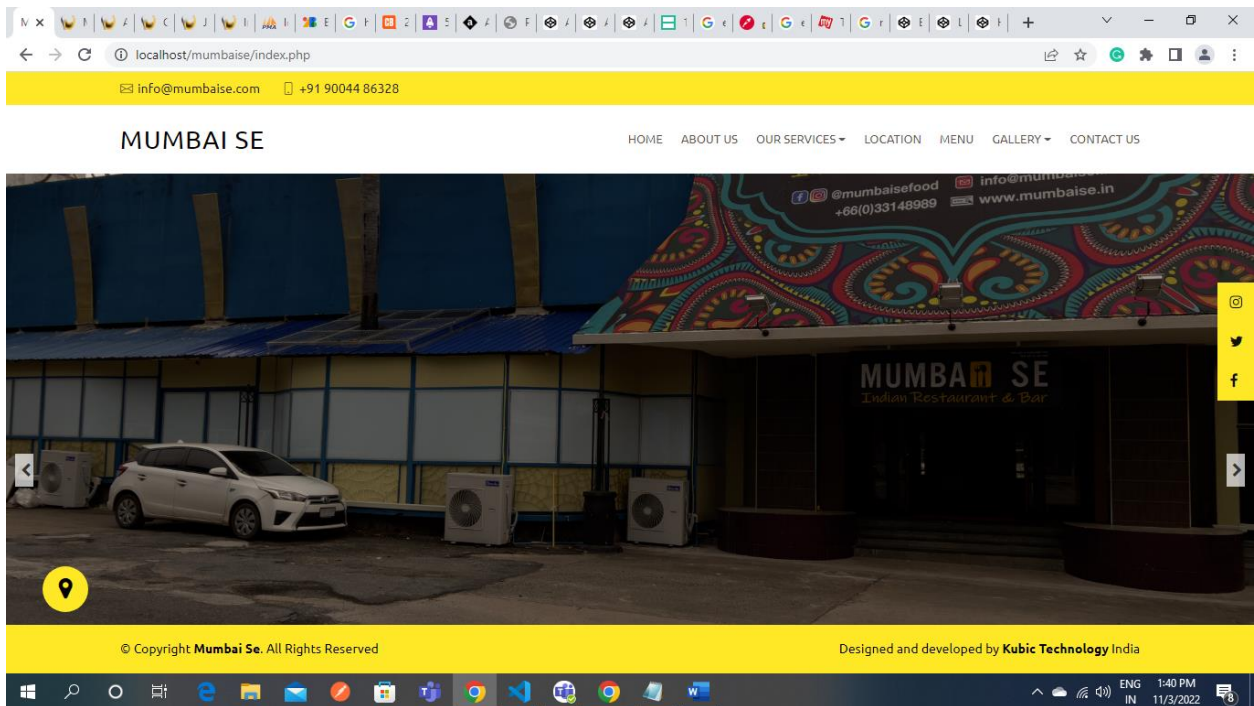 localhost/mumbaise/index.php
info@mumbaise.com +91 90044 86328
MUMBAI SE
HOME ABOUT US OUR SERVICES LOCATION MENU GALLERY CONTACT US
@mumbaisefood info@mumbaise.com
+66(0)33148989 www.mumbaise.in
MUMBAI SE
Indian Restaurant & Bar
© Copyright Mumbai Se. All Rights Reserved Designed and developed by Kubic Technology India
ENG 1:40 PM
IN 11/3/2022 8